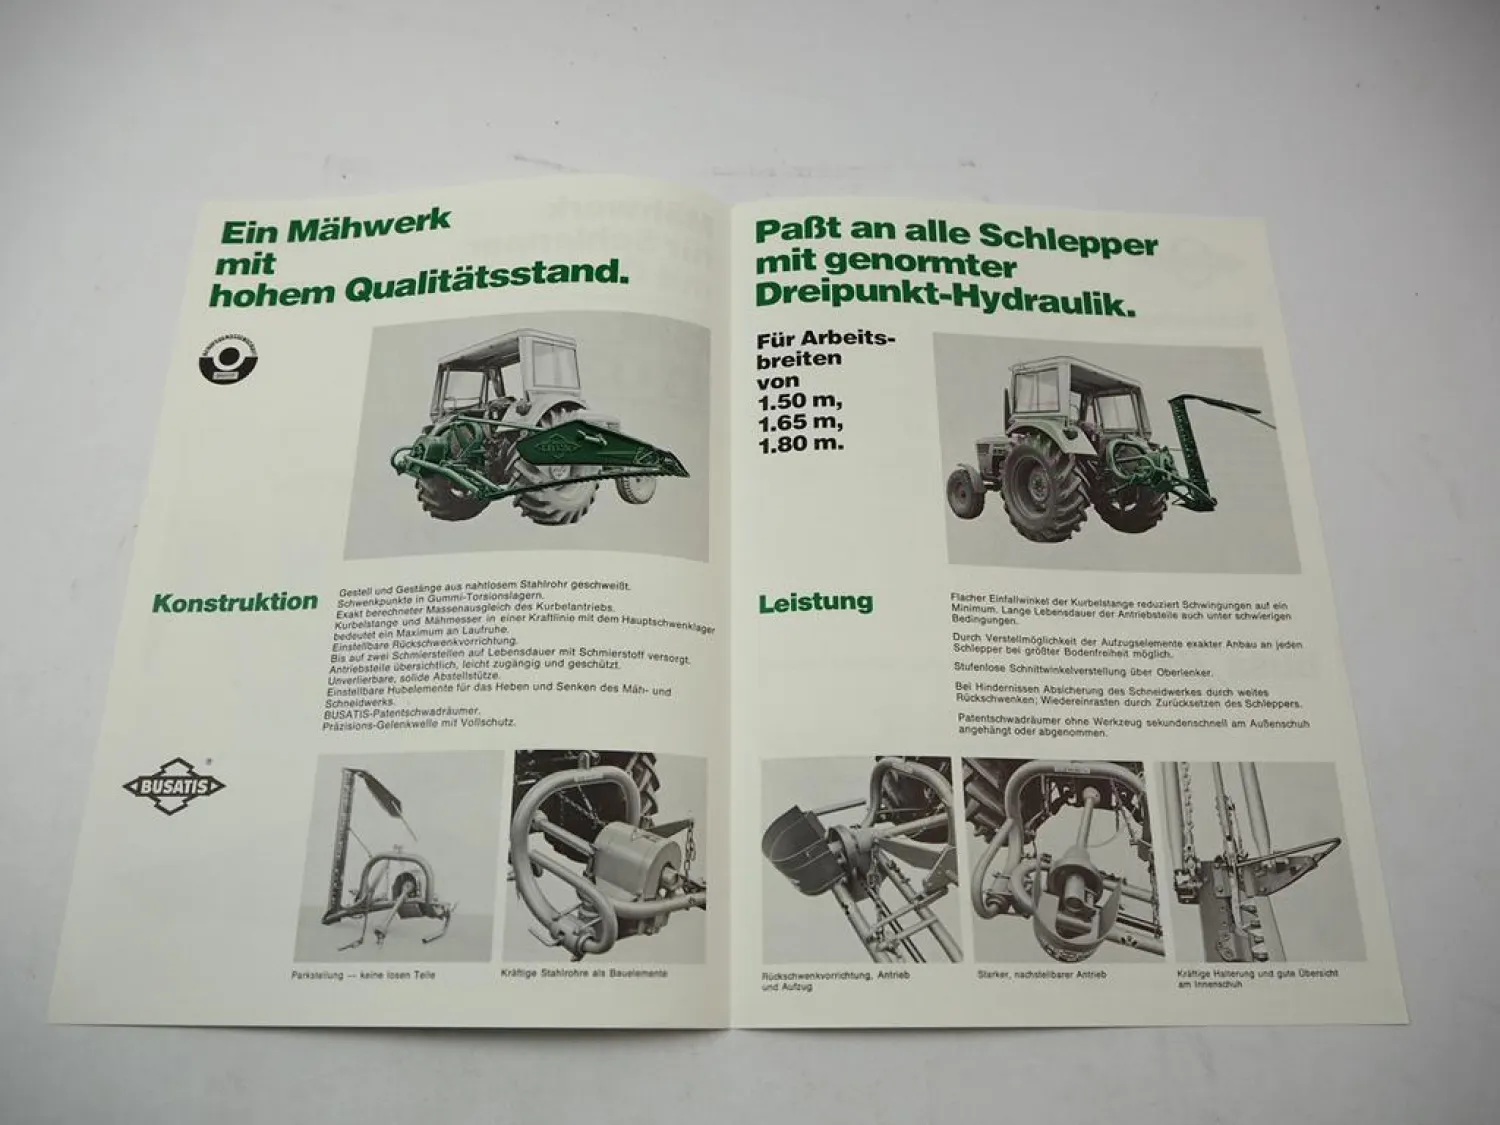 Ein Mähwerk
mit
hohem Qualitätsstand.
Konstruktion
Gestell und Gestänge aus nahtlosem Stahlrohr geschweißt.
Schwenkpunkte in Gummi-Torsionslagern.
Exakt berechneter Massenausgleich des Kurbelantriebs.
Kurbelstange und Mähmesser in einer Kraftlinie mit dem Hauptschwenklager
bedeutet ein Maximum an Laufruhe.
Einstellbare Rückschwenkvorrichtung.
Bis auf zwei Schmierstellen auf Lebensdauer mit Schmierstoff versorgt.
Antriebsteile übersichtlich, leicht zugängig und geschützt.
Unverlierbare, solide Abstellstütze.
Einstellbare Hubelemente für das Heben und Senken des Mäh- und
Schneidwerks.
BUSATIS-Patentschwadräumer.
Präzisions-Gelenkwelle mit Vollschutz.
BUSATIS
®
Parkstellung — keine losen Teile
Kräftige Stahlrohre als Bauelemente
Paßt an alle Schlepper
mit genormter
Dreipunkt-Hydraulik.
Für Arbeits-
breiten
von
1.50 m,
1.65 m,
1.80 m.
Leistung
Flacher Einfallwinkel der Kurbelstange reduziert Schwingungen auf ein
Minimum. Lange Lebensdauer der Antriebsteile auch unter schwierigen
Bedingungen.
Durch Verstellmöglichkeit der Aufzugselemente exakter Anbau an jeden
Schlepper bei größter Bodenfreiheit möglich.
Stufenlose Schnittwinkelverstellung über Oberlenker.
Bei Hindernissen Absicherung des Schneidwerkes durch weites
Rückschwenken; Wiedereinrasten durch Zurücksetzen des Schleppers.
Patentschwadräumer ohne Werkzeug sekundenschnell am Außenschuh
angehängt oder abgenommen.
Rückschwenkvorrichtung, Antrieb
und Aufzug
Starker, nachstellbarer Antrieb
Kräftige Halterung und gute Übersicht
am Innenschuh